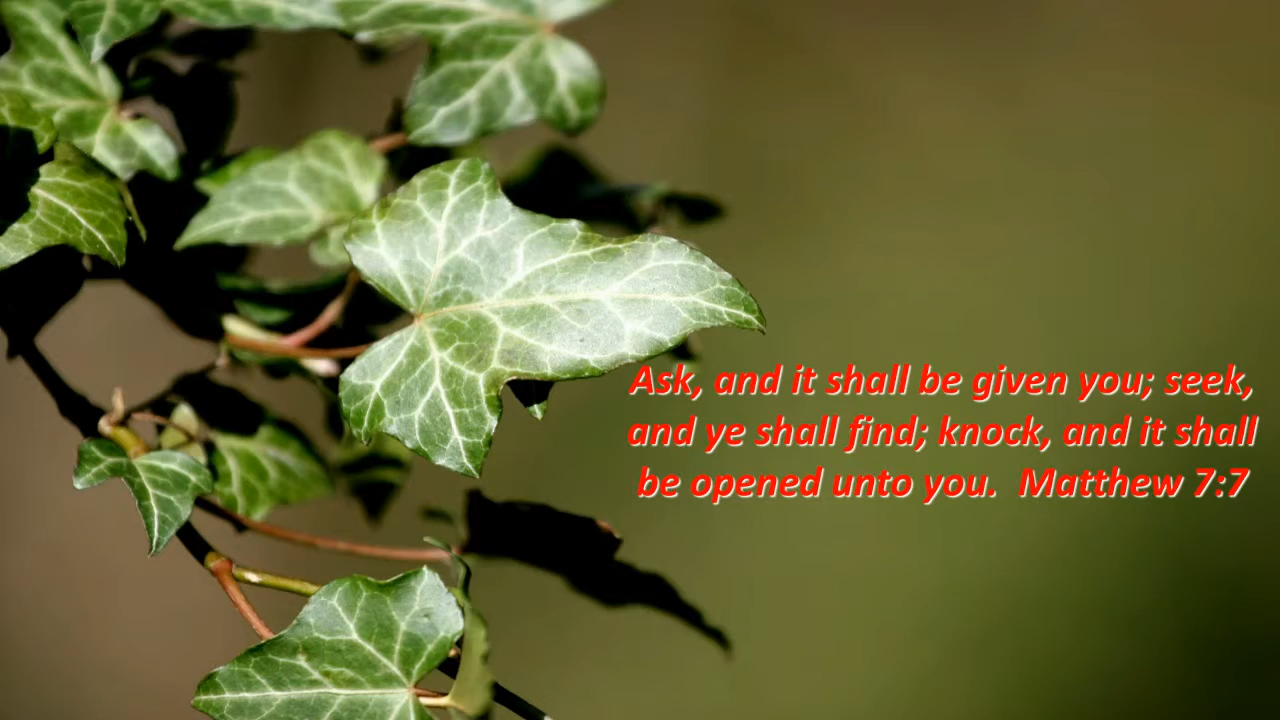 Ask, and it shall be given you; seek,
and ye shall find; knock, and it shall
be opened unto you.  Matthew 7:7